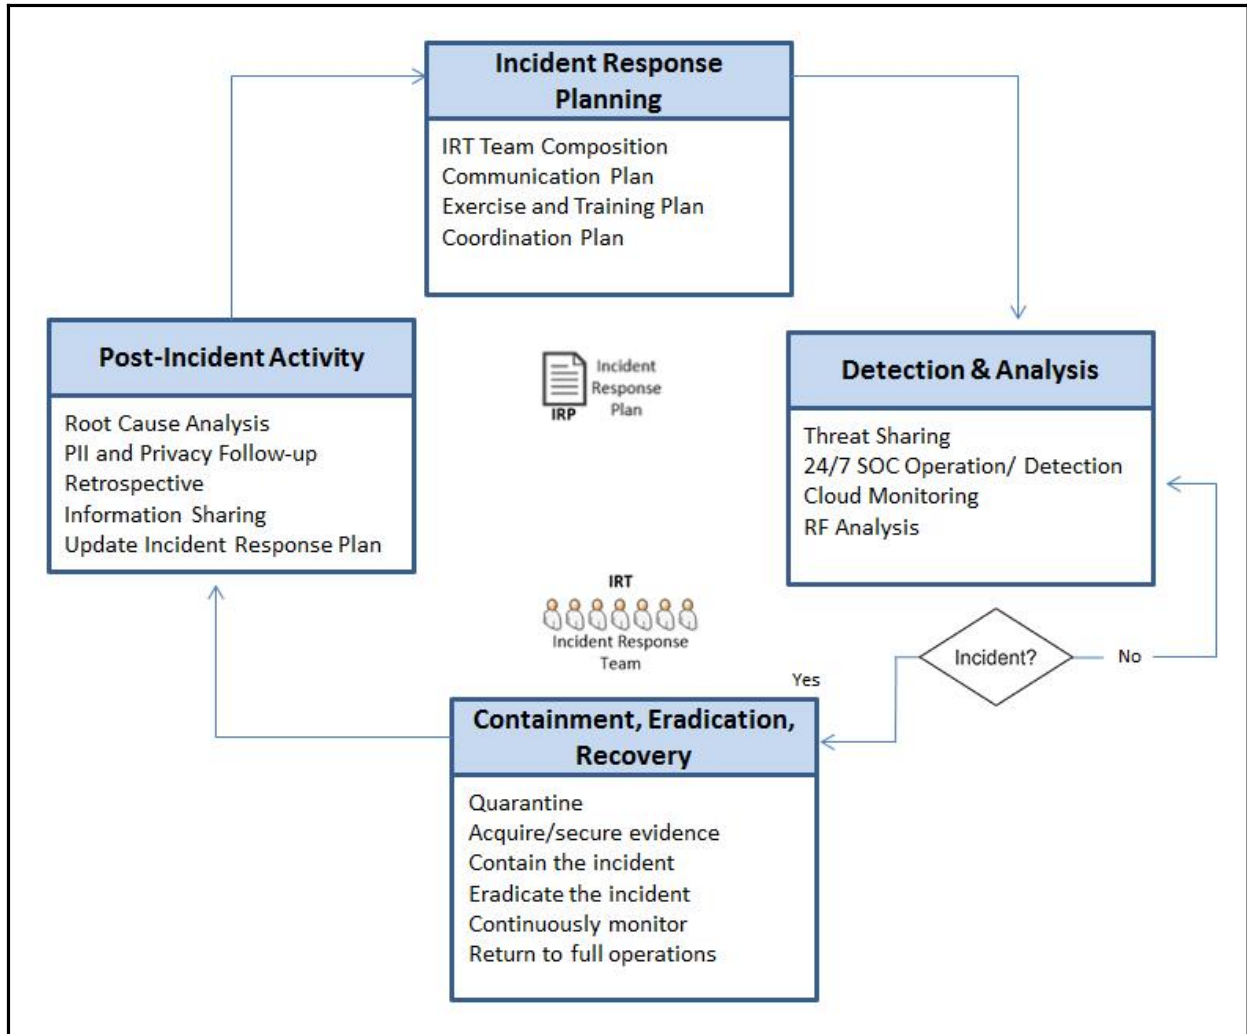 Incident Response
Planning
IRT Team Composition
Communication Plan
Exercise and Training Plan
Coordination Plan
Post-Incident Activity
Root Cause Analysis
PII and Privacy Follow-up
Retrospective
Information Sharing
Update Incident Response Plan
Incident
Response
Plan
IRP
Detection & Analysis
Threat Sharing
24/7 SOC Operation/ Detection
Cloud Monitoring
RF Analysis
IRT
Incident Response
Team
Incident?
No
Yes
Containment, Eradication,
Recovery
Quarantine
Acquire/secure evidence
Contain the incident
Eradicate the incident
Continuously monitor
Return to full operations